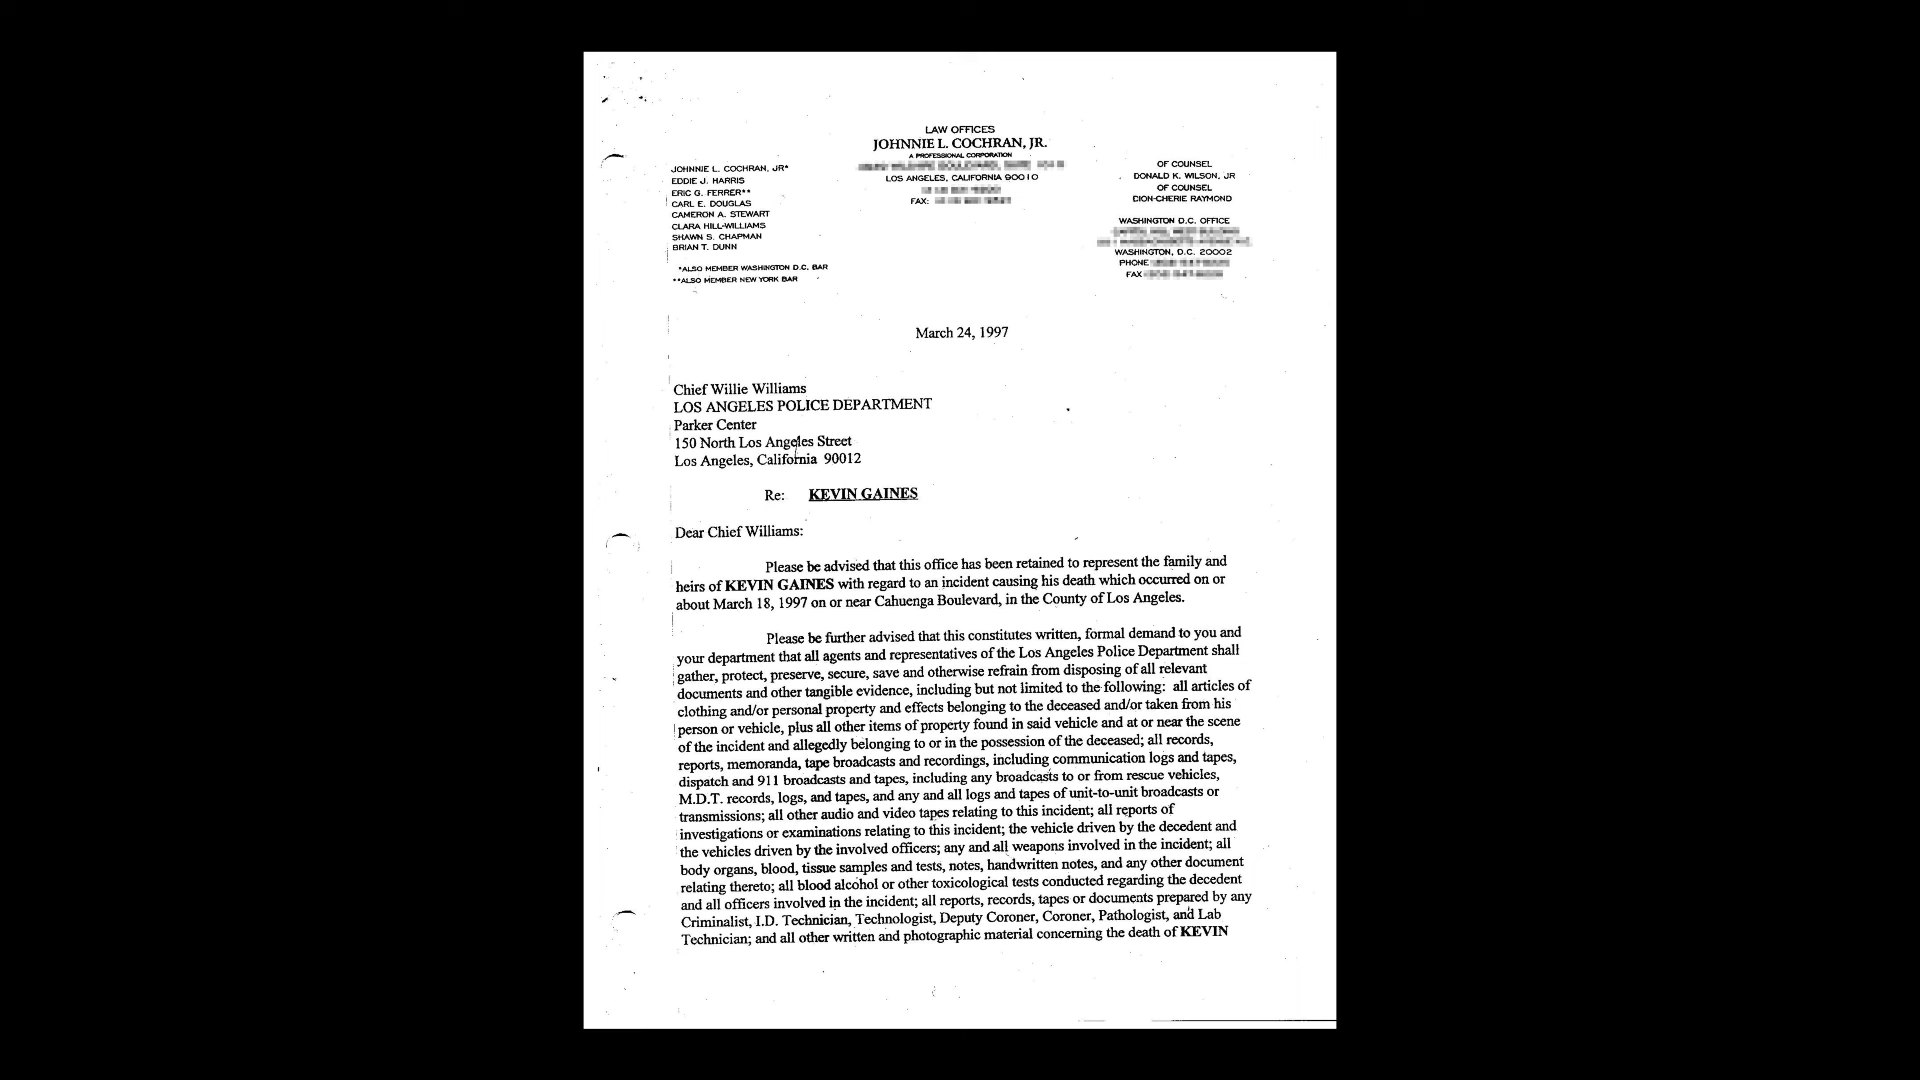 LAW OFFICES
JOHNNIE L. COCHRAN, JR.
A PROFESSIONAL CORPORATION
LOS ANGELES, CALIFORNIA 90010
FAX:
JOHNNIE L. COCHRAN, JR*
EDDIE J. HARRIS
ERIC G. FERRER**
CARL E. DOUGLAS
CAMERON A. STEWART
CLARA HILL-WILLIAMS
SHAWN S. CHAPMAN
BRIAN T. DUNN
*ALSO MEMBER WASHINGTON D.C. BAR
**ALSO MEMBER NEW YORK BAR
OF COUNSEL
DONALD K. WILSON, JR
OF COUNSEL
DION-CHERIE RAYMOND
WASHINGTON D.C. OFFICE
WASHINGTON, D.C. 20002
PHONE
FAX
March 24, 1997
Chief Willie Williams
LOS ANGELES POLICE DEPARTMENT
Parker Center
150 North Los Angeles Street
Los Angeles, California 90012
Re: KEVIN GAINES
Dear Chief Williams:
Please be advised that this office has been retained to represent the family and
heirs of KEVIN GAINES with regard to an incident causing his death which occurred on or
about March 18, 1997 on or near Cahuenga Boulevard, in the County of Los Angeles.
Please be further advised that this constitutes written, formal demand to you and
your department that all agents and representatives of the Los Angeles Police Department shall
gather, protect, preserve, secure, save and otherwise refrain from disposing of all relevant
documents and other tangible evidence, including but not limited to the following: all articles of
clothing and/or personal property and effects belonging to the deceased and/or taken from his
person or vehicle, plus all other items of property found in said vehicle and at or near the scene
of the incident and allegedly belonging to or in the possession of the deceased; all records,
reports, memoranda, tape broadcasts and recordings, including communication logs and tapes,
dispatch and 911 broadcasts and tapes, including any broadcasts to or from rescue vehicles,
M.D.T. records, logs, and tapes, and any and all logs and tapes of unit-to-unit broadcasts or
transmissions; all other audio and video tapes relating to this incident; all reports of
investigations or examinations relating to this incident; the vehicle driven by the decedent and
the vehicles driven by the involved officers; any and all weapons involved in the incident; all
body organs, blood, tissue samples and tests, notes, handwritten notes, and any other document
relating thereto; all blood alcohol or other toxicological tests conducted regarding the decedent
and all officers involved in the incident; all reports, records, tapes or documents prepared by any
Criminalist, I.D. Technician, Technologist, Deputy Coroner, Coroner, Pathologist, and Lab
Technician; and all other written and photographic material concerning the death of KEVIN